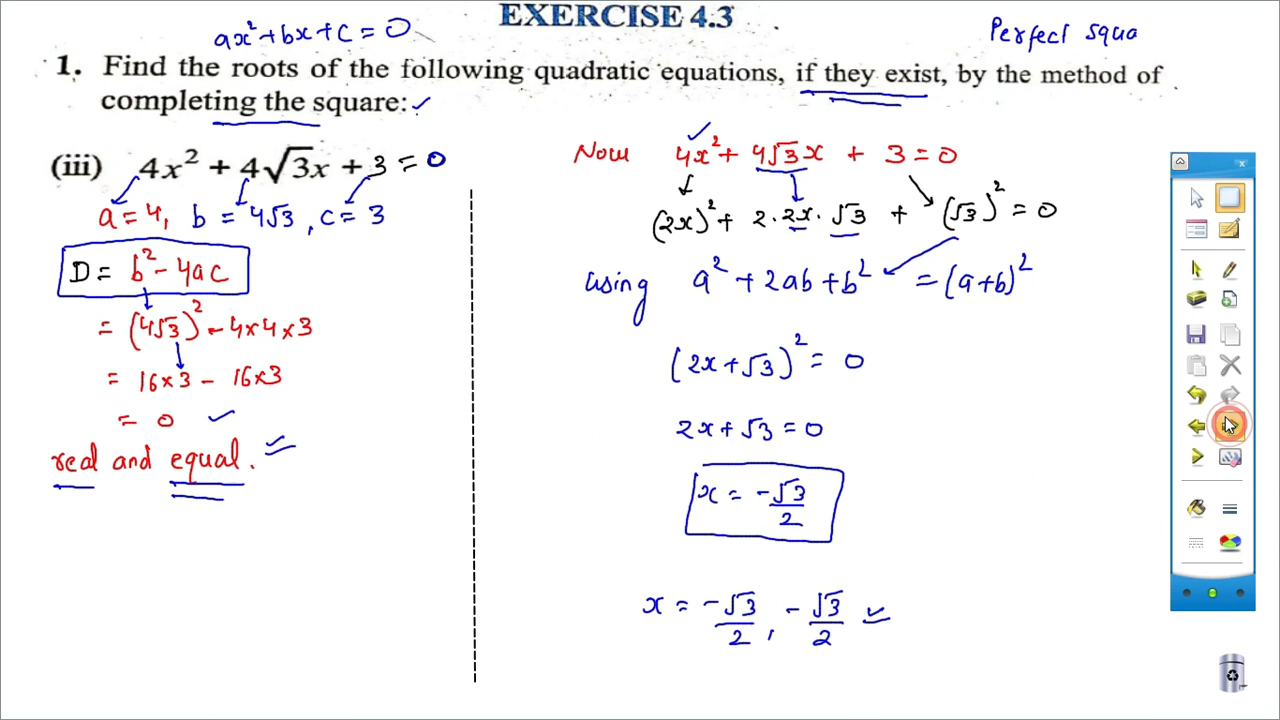 EXERCISE 4.3
ax² + bx + c = 0
Perfect Squa
1. Find the roots of the following quadratic equations, if they exist, by the method of
completing the square:
(iii) 4x² + 4√3x + 3 = 0
a = 4, b = 4√3, c = 3
D = b² - 4ac
= (4√3)² - 4×4×3
= 16×3 - 16×3
= 0
real and equal.
Now 4x² + 4√3x + 3 = 0
(2x)² + 2·2x·√3 + (√3)² = 0
using a² + 2ab + b² = (a+b)²
(2x + √3)² = 0
2x + √3 = 0
x = -√3/2
x = -√3/2, -√3/2